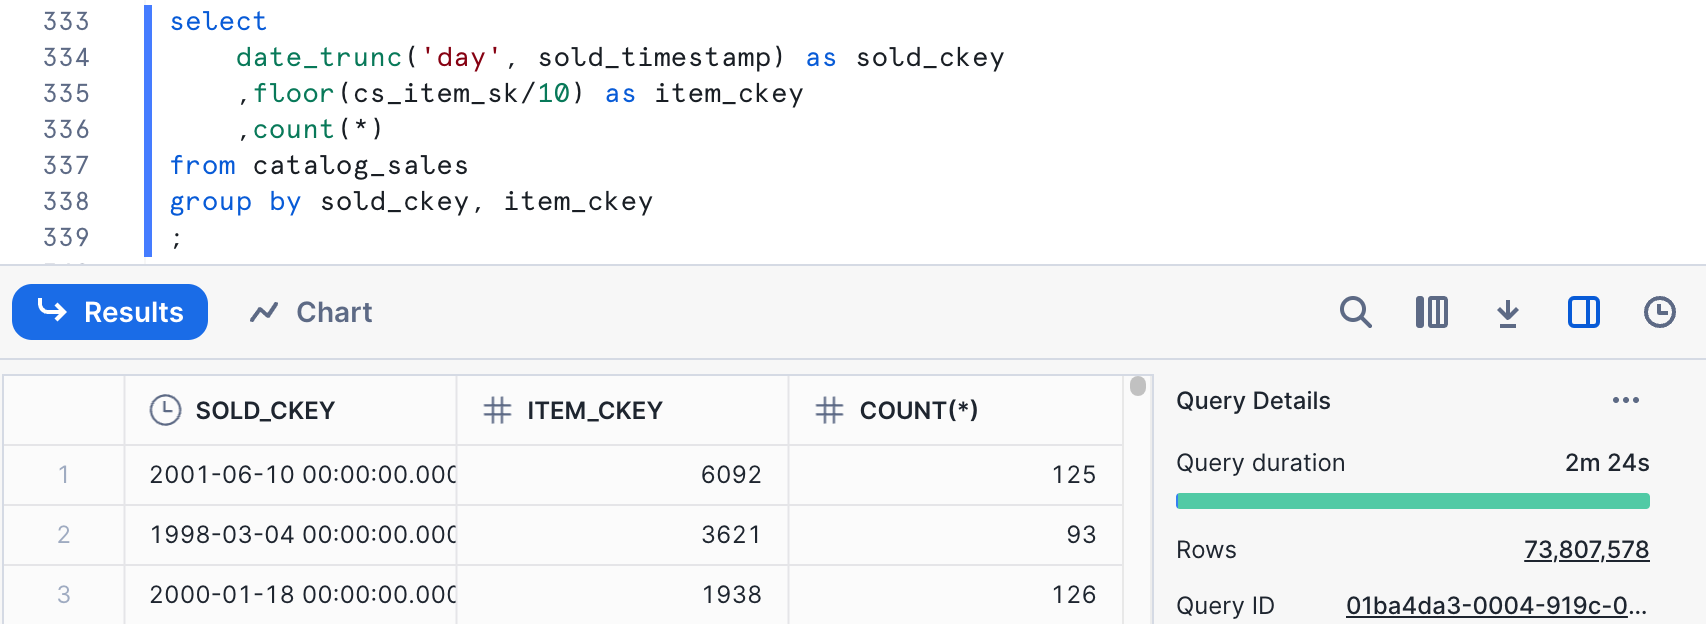 333 select
334 date_trunc('day', sold_timestamp) as sold_ckey
335 ,floor(cs_item_sk/10) as item_ckey
336 ,count(*)
337 from catalog_sales
338 group by sold_ckey, item_ckey
339 ;
Results Chart
SOLD_CKEY ITEM_CKEY COUNT(*)
1 2001-06-10 00:00:00.000 6092 125
2 1998-03-04 00:00:00.000 3621 93
3 2000-01-18 00:00:00.000 1938 126
Query Details ...
Query duration 2m 24s
Rows 73,807,578
Query ID 01ba4da3-0004-919c-0...